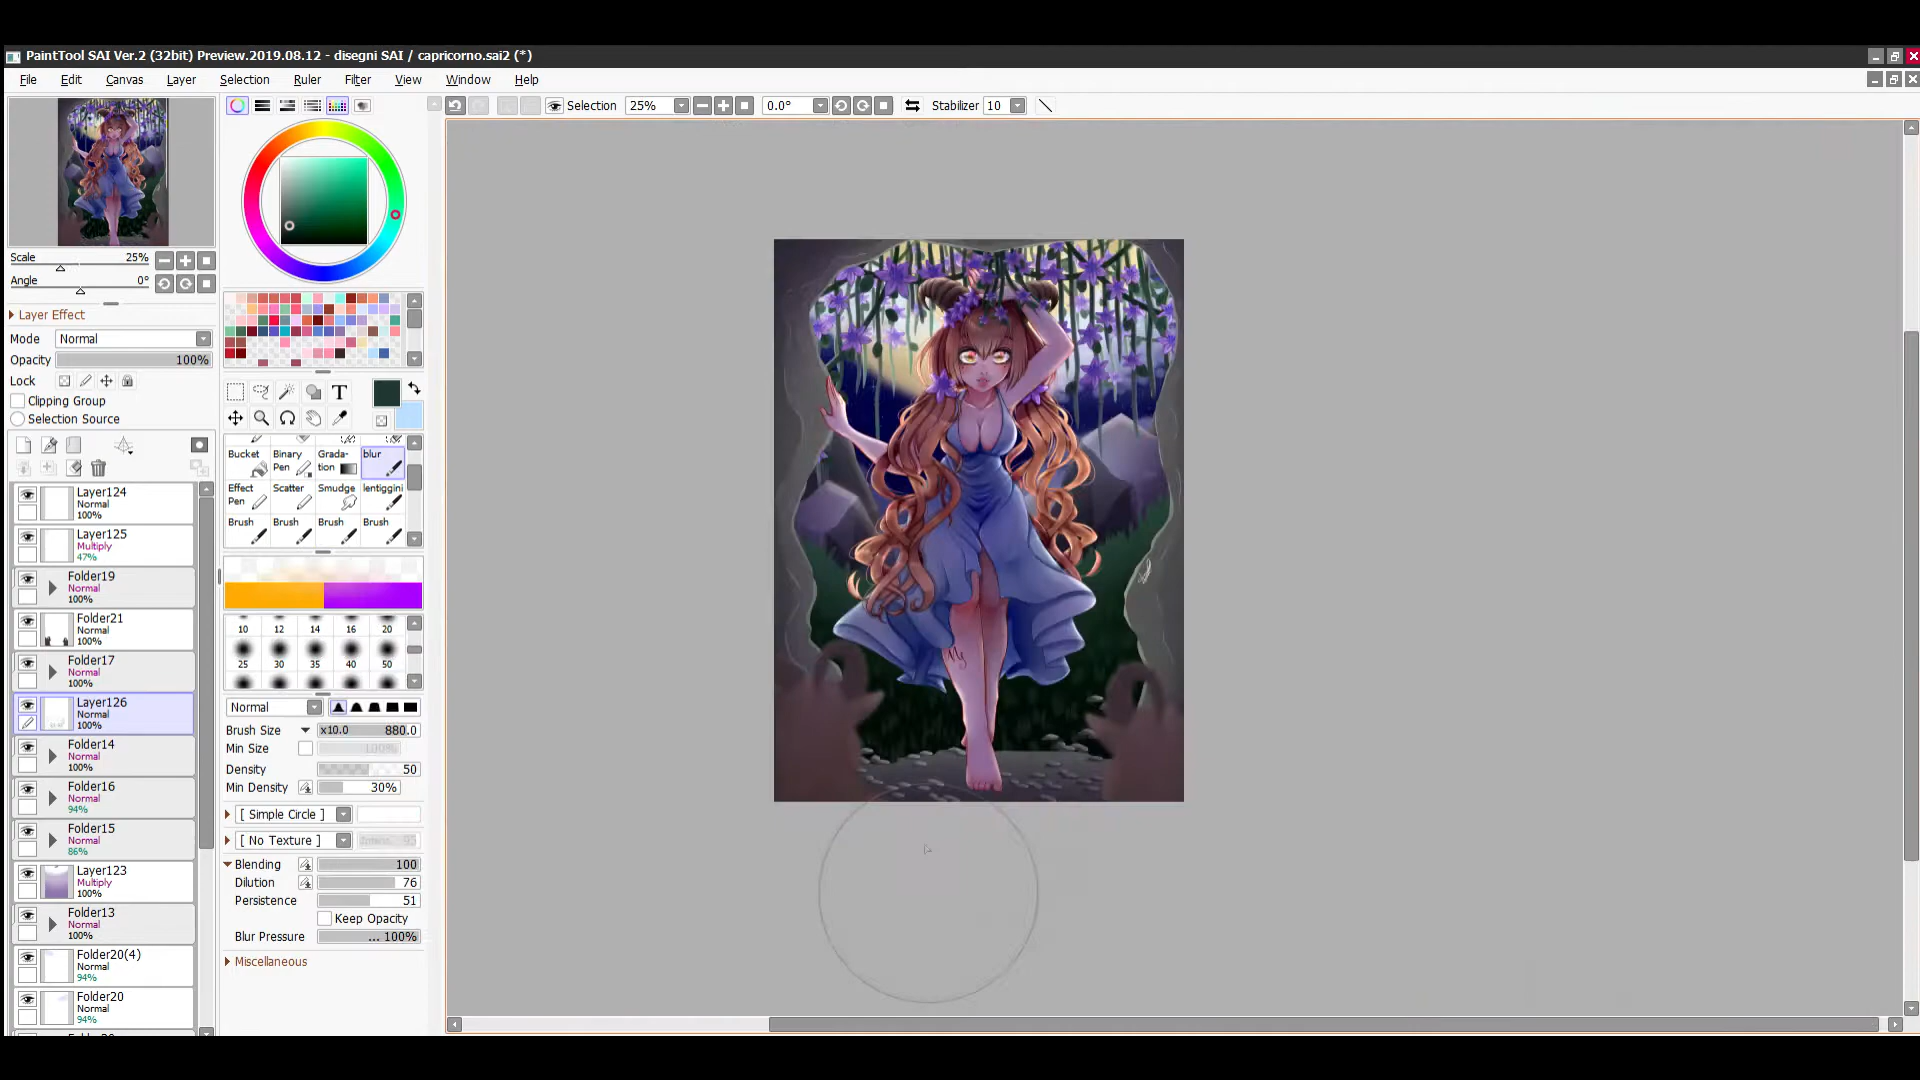 PaintTool SAI Ver.2 (32bit) Preview.2019.08.12 - disegni SAI / capricorno.sai2 (*)
File Edit Canvas Layer Selection Ruler Filter View Window Help
Selection 25% 0.0° Stabilizer 10
Scale 25%
Angle 0°
Layer Effect
Mode Normal
Opacity 100%
Lock
Clipping Group
Selection Source
Layer124
Normal
100%
Layer125
Multiply
47%
Folder19
Normal
100%
Folder21
Normal
100%
Folder17
Normal
100%
Layer126
Normal
100%
Folder14
Normal
100%
Folder16
Normal
94%
Folder15
Normal
86%
Layer123
Multiply
100%
Folder13
Normal
100%
Folder20(4)
Normal
94%
Folder20
Normal
94%
T
Bucket Binary Pen Grada-tion blur
Effect Pen Scatter Smudge lentiggini
Brush Brush Brush Brush
10 12 14 16 20
25 30 35 40 50
Normal
Brush Size x10.0 880.0
Min Size 100%
Density 50
Min Density 30%
[ Simple Circle ]
[ No Texture ] 95
Blending 100
Dilution 76
Persistence 51
Keep Opacity
Blur Pressure ... 100%
Miscellaneous